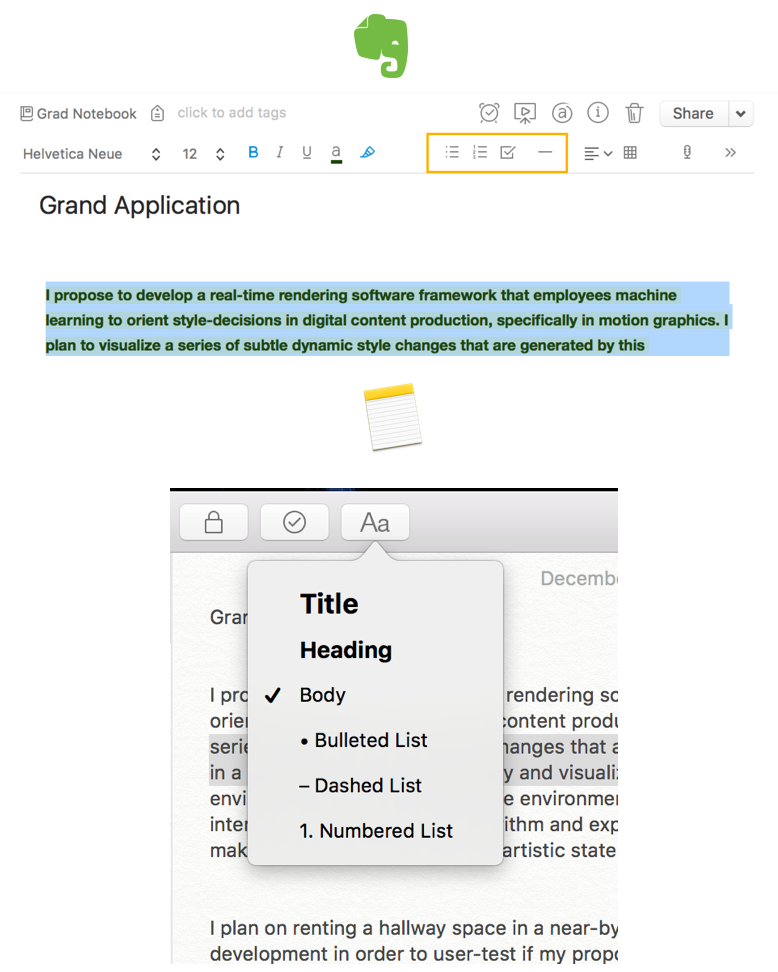 Grad Notebook click to add tags Share
Helvetica Neue 12 B I U a
Grand Application
I propose to develop a real-time rendering software framework that employees machine
learning to orient style-decisions in digital content production, specifically in motion graphics. I
plan to visualize a series of subtle dynamic style changes that are generated by this
Aa
Decembe
Title
Gran
Heading
Body
I pro rendering so
orien content produ
• Bulleted List
serie hanges that a
in a y and visuali
– Dashed List
envi e environmen
inter ithm and exp
1. Numbered List
mak artistic state
I plan on renting a hallway space in a near-by
development in order to user-test if my propo